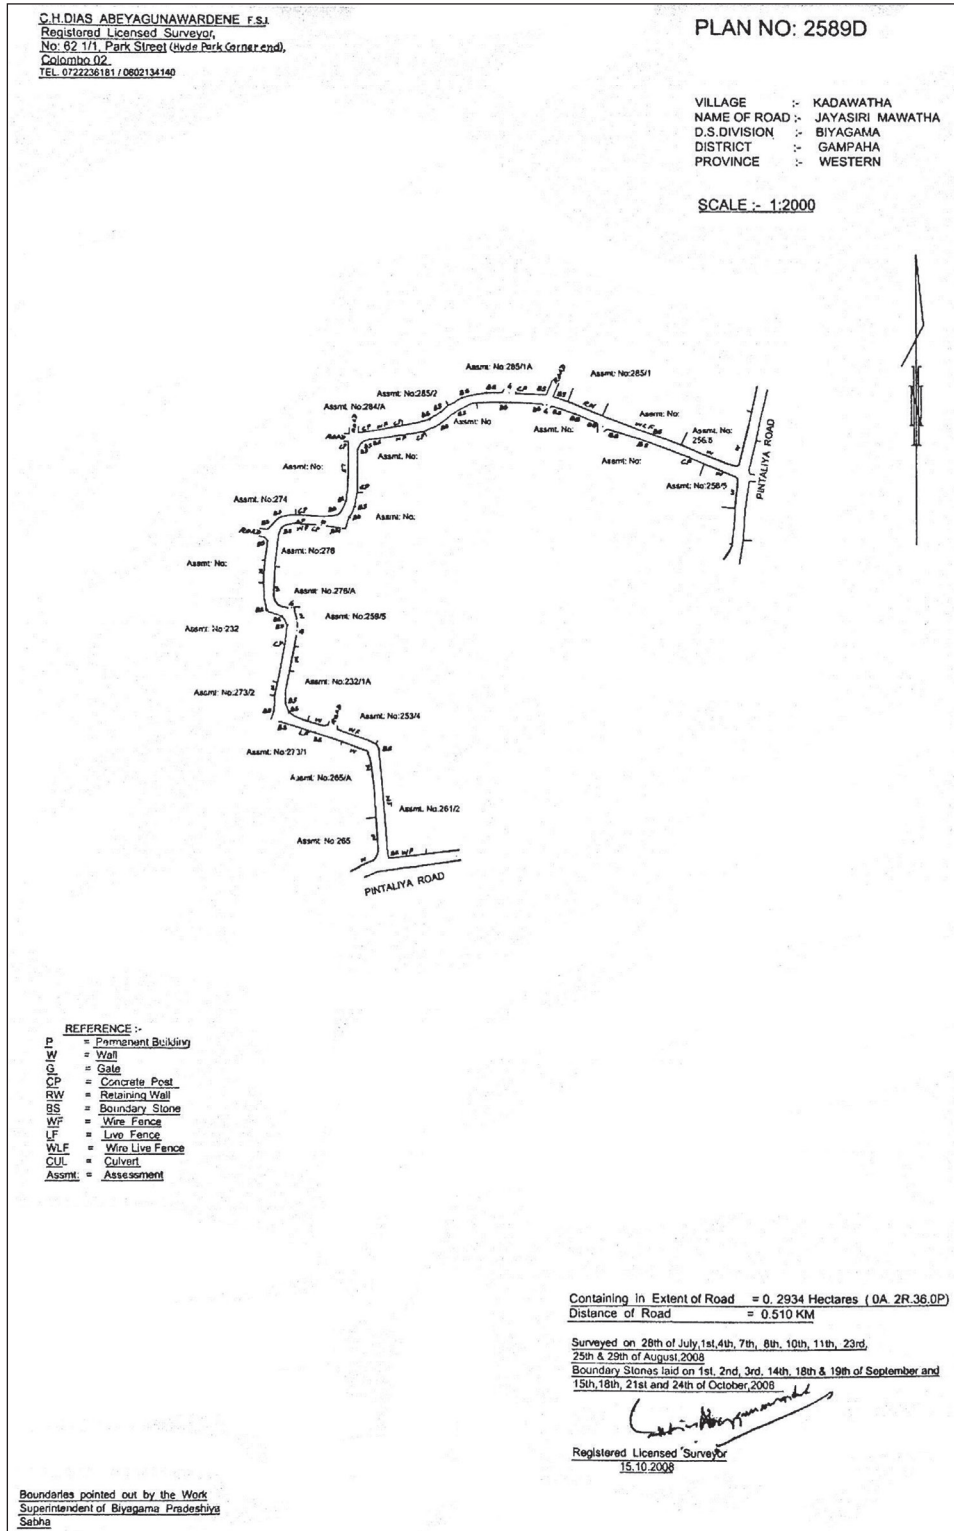 C.H.DIAS ABEYAGUNAWARDENE F.S.I.
Registered Licensed Surveyor,
No: 62 1/1, Park Street (Hyde Park Corner end),
Colombo 02.
TEL. 0722236181 / 0602134140
PLAN NO: 2589D
VILLAGE :- KADAWATHA
NAME OF ROAD :- JAYASIRI MAWATHA
D.S.DIVISION :- BIYAGAMA
DISTRICT :- GAMPAHA
PROVINCE :- WESTERN
SCALE :- 1:2000
Assmt: No:285/1A
ROAD
Assmt: No:285/1
Assmt: No:285/2
Assmt: No:284/A
ROAD
Assmt: No
Assmt: No:
Assmt: No:
Assmt: No:
256.5
Assmt: No:
Assmt: No:
Assmt: No:256/5
PINTALIYA ROAD
Assmt: No:
Assmt: No:274
Assmt: No:
ROAD
Assmt: No:276
Assmt: No:
Assmt: No:276/A
Assmt: No:259/5
Assmt: No:232
Assmt: No:232/1A
Assmt: No:273/2
ROAD
Assmt: No:253/4
Assmt: No:273/1
Assmt: No:265/A
Assmt: No:261/2
Assmt: No 265
PINTALIYA ROAD
REFERENCE :-
P = Permanent Building
W = Wall
G = Gate
CP = Concrete Post
RW = Retaining Wall
BS = Boundary Stone
WF = Wire Fence
LF = Live Fence
WLF = Wire Live Fence
CUL = Culvert
Assmt: = Assessment
Containing in Extent of Road = 0. 2934 Hectares ( 0A. 2R.36.0P)
Distance of Road = 0.510 KM
Surveyed on 28th of July,1st,4th, 7th, 8th, 10th, 11th, 23rd,
25th & 29th of August,2008
Boundary Stones laid on 1st, 2nd, 3rd, 14th, 18th & 19th of September and
15th,18th, 21st and 24th of October,2008
Registered Licensed Surveyor
15.10.2008
Boundaries pointed out by the Work
Superintendent of Biyagama Pradeshiya
Sabha